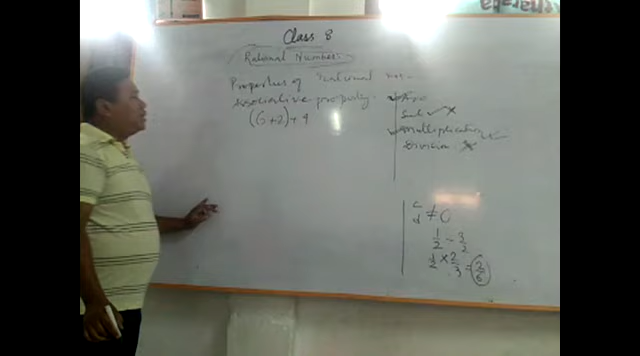 Class 8
Rational Numbers
Properties of rational nos.
Associative property.
(6+2)+4
Sub ✓ ✗
Multiplication ✓
Division ✗
c/d ≠ 0
1/2 ÷ 3/2
1/2 × 2/3 = 2/6